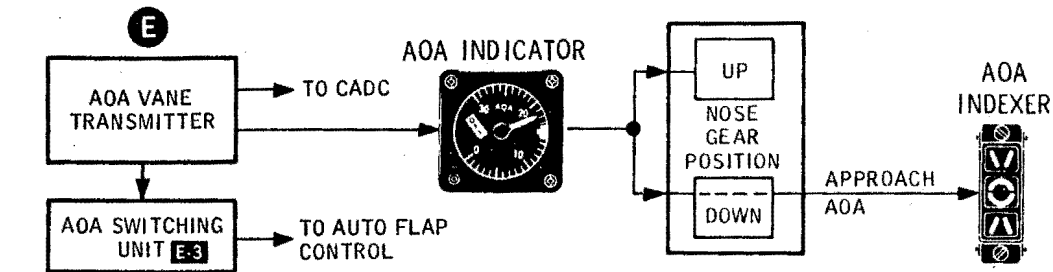 E
AOA VANE
TRANSMITTER
TO CADC
AOA SWITCHING
UNIT E-3
TO AUTO FLAP
CONTROL
AOA INDICATOR
30 AOA 20
0 10
UP
NOSE
GEAR
POSITION
DOWN
APPROACH
AOA
AOA
INDEXER